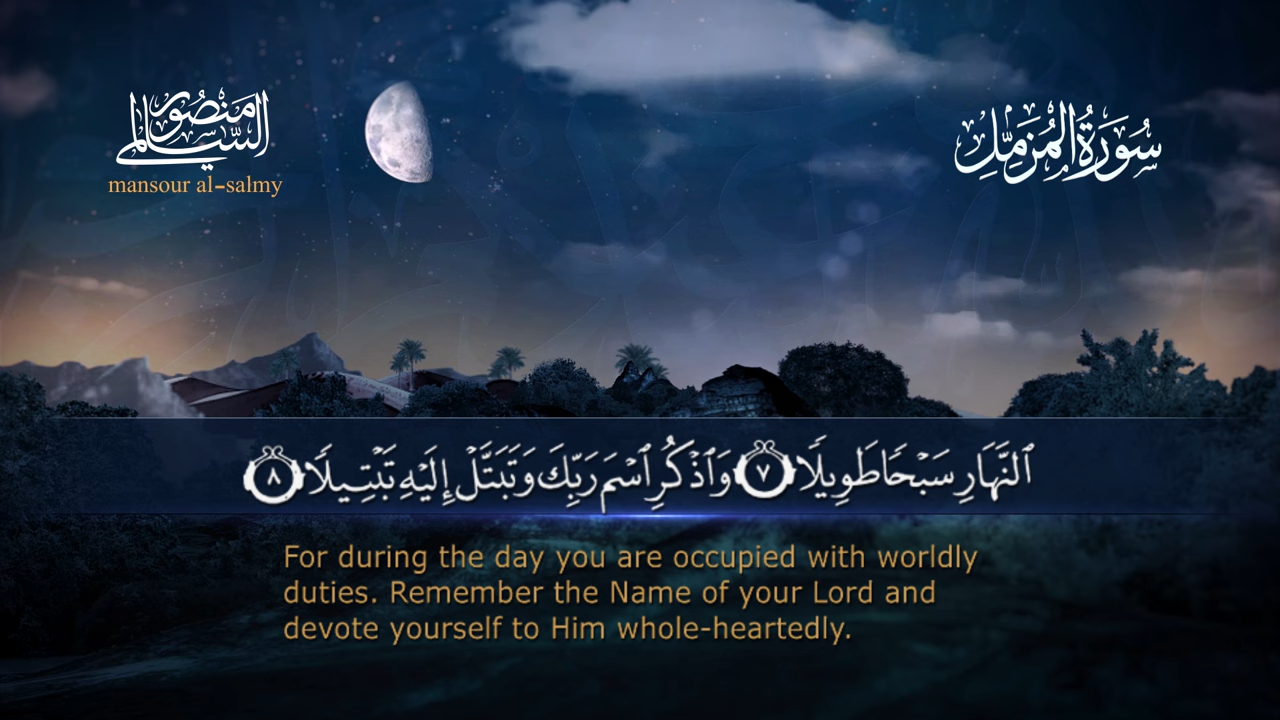 منصور
السالمي
mansour al-salmy
سُورَةُ المُزَّمِّل
ٱلنَّهَارِ سَبْحًا طَوِيلًا ٧ وَٱذْكُرِ ٱسْمَ رَبِّكَ وَتَبَتَّلْ إِلَيْهِ تَبْتِيلًا ٨
For during the day you are occupied with worldly
duties. Remember the Name of your Lord and
devote yourself to Him whole-heartedly.